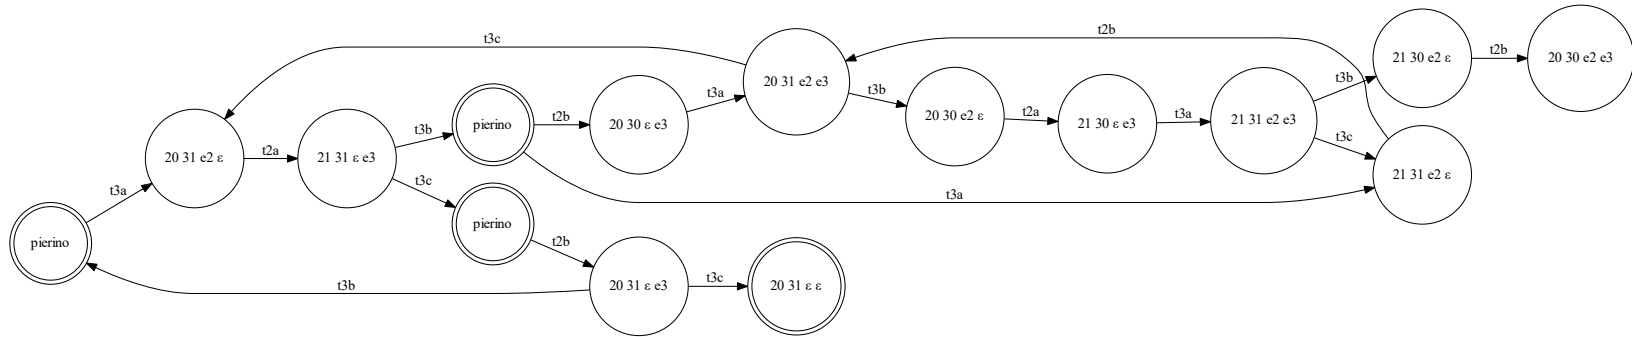 pierino
t3a
20 31 e2 ε
t2a
21 31 ε e3
t3b
pierino
t2b
20 30 ε e3
t3a
20 31 e2 e3
t3c
t3b
20 30 e2 ε
t2a
21 30 ε e3
t3a
21 31 e2 e3
t3b
21 30 e2 ε
t2b
20 30 e2 e3
t3c
21 31 e2 ε
t2b
t3a
t3c
pierino
t2b
20 31 ε e3
t3b
t3c
20 31 ε ε